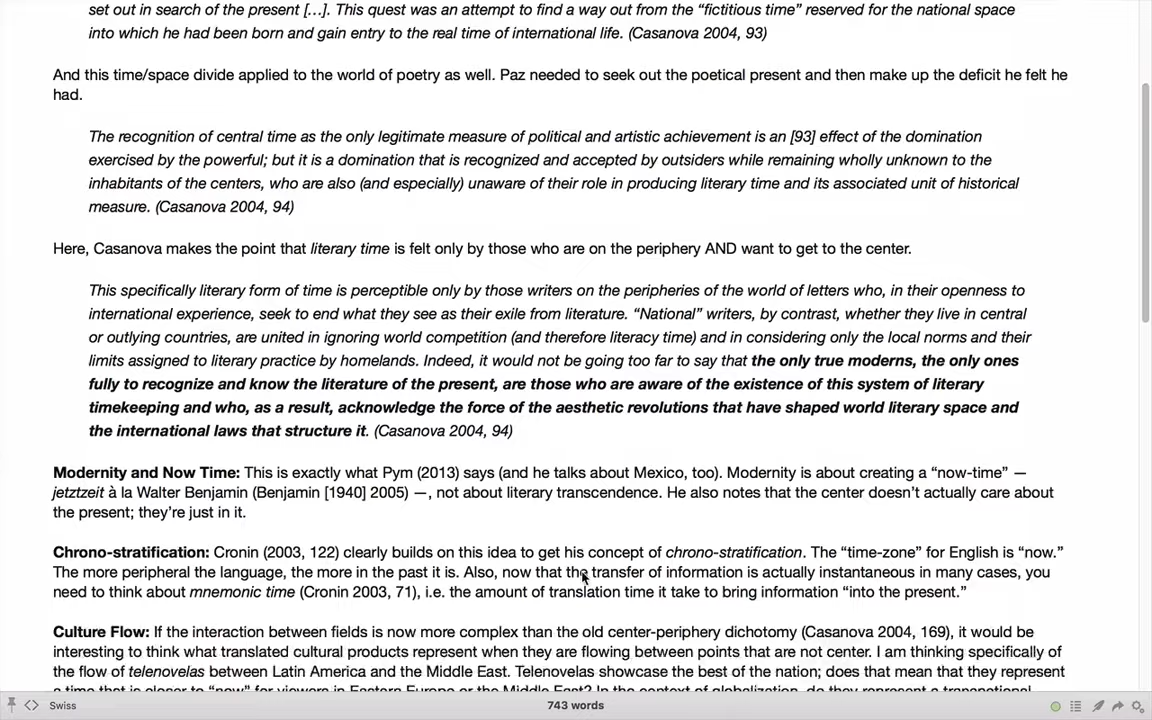 set out in search of the present […]. This quest was an attempt to find a way out from the “fictitious time” reserved for the national space
into which he had been born and gain entry to the real time of international life. (Casanova 2004, 93)
And this time/space divide applied to the world of poetry as well. Paz needed to seek out the poetical present and then make up the deficit he felt he
had.
The recognition of central time as the only legitimate measure of political and artistic achievement is an [93] effect of the domination
exercised by the powerful; but it is a domination that is recognized and accepted by outsiders while remaining wholly unknown to the
inhabitants of the centers, who are also (and especially) unaware of their role in producing literary time and its associated unit of historical
measure. (Casanova 2004, 94)
Here, Casanova makes the point that literary time is felt only by those who are on the periphery AND want to get to the center.
This specifically literary form of time is perceptible only by those writers on the peripheries of the world of letters who, in their openness to
international experience, seek to end what they see as their exile from literature. “National” writers, by contrast, whether they live in central
or outlying countries, are united in ignoring world competition (and therefore literacy time) and in considering only the local norms and their
limits assigned to literary practice by homelands. Indeed, it would not be going too far to say that the only true moderns, the only ones
fully to recognize and know the literature of the present, are those who are aware of the existence of this system of literary
timekeeping and who, as a result, acknowledge the force of the aesthetic revolutions that have shaped world literary space and
the international laws that structure it. (Casanova 2004, 94)
Modernity and Now Time: This is exactly what Pym (2013) says (and he talks about Mexico, too). Modernity is about creating a “now-time” —
jetztzeit à la Walter Benjamin (Benjamin [1940] 2005) —, not about literary transcendence. He also notes that the center doesn’t actually care about
the present; they’re just in it.
Chrono-stratification: Cronin (2003, 122) clearly builds on this idea to get his concept of chrono-stratification. The “time-zone” for English is “now.”
The more peripheral the language, the more in the past it is. Also, now that the transfer of information is actually instantaneous in many cases, you
need to think about mnemonic time (Cronin 2003, 71), i.e. the amount of translation time it take to bring information “into the present.”
Culture Flow: If the interaction between fields is now more complex than the old center-periphery dichotomy (Casanova 2004, 169), it would be
interesting to think what translated cultural products represent when they are flowing between points that are not center. I am thinking specifically of
the flow of telenovelas between Latin America and the Middle East. Telenovelas showcase the best of the nation; does that mean that they represent
a time that is closer to “now” for viewers in Eastern Europe or the Middle East? In the context of globalization, do they represent a transnational
Swiss
743 words